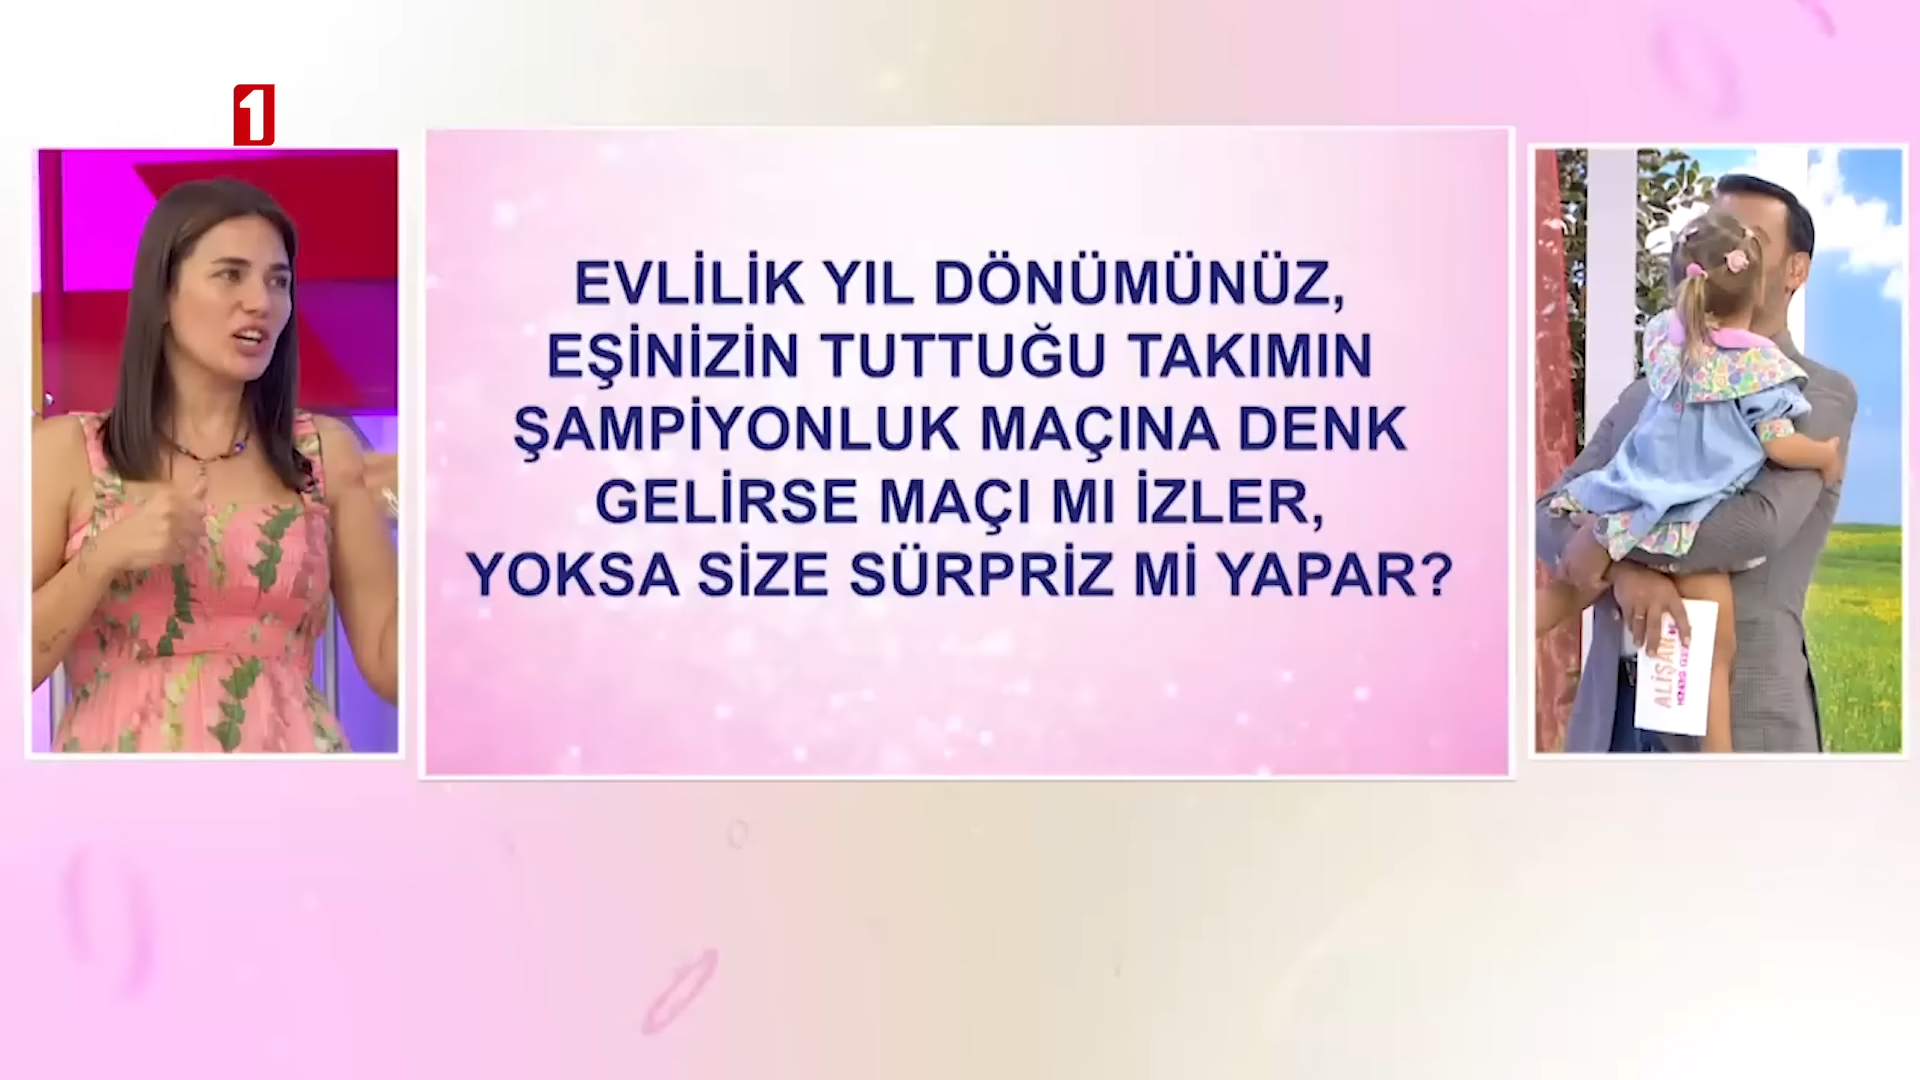 1
EVLİLİK YIL DÖNÜMÜNÜZ,
EŞİNİZİN TUTTUĞU TAKIMIN
ŞAMPİYONLUK MAÇINA DENK
GELİRSE MAÇI MI İZLER,
YOKSA SİZE SÜRPRİZ Mİ YAPAR?
ALİŞAN